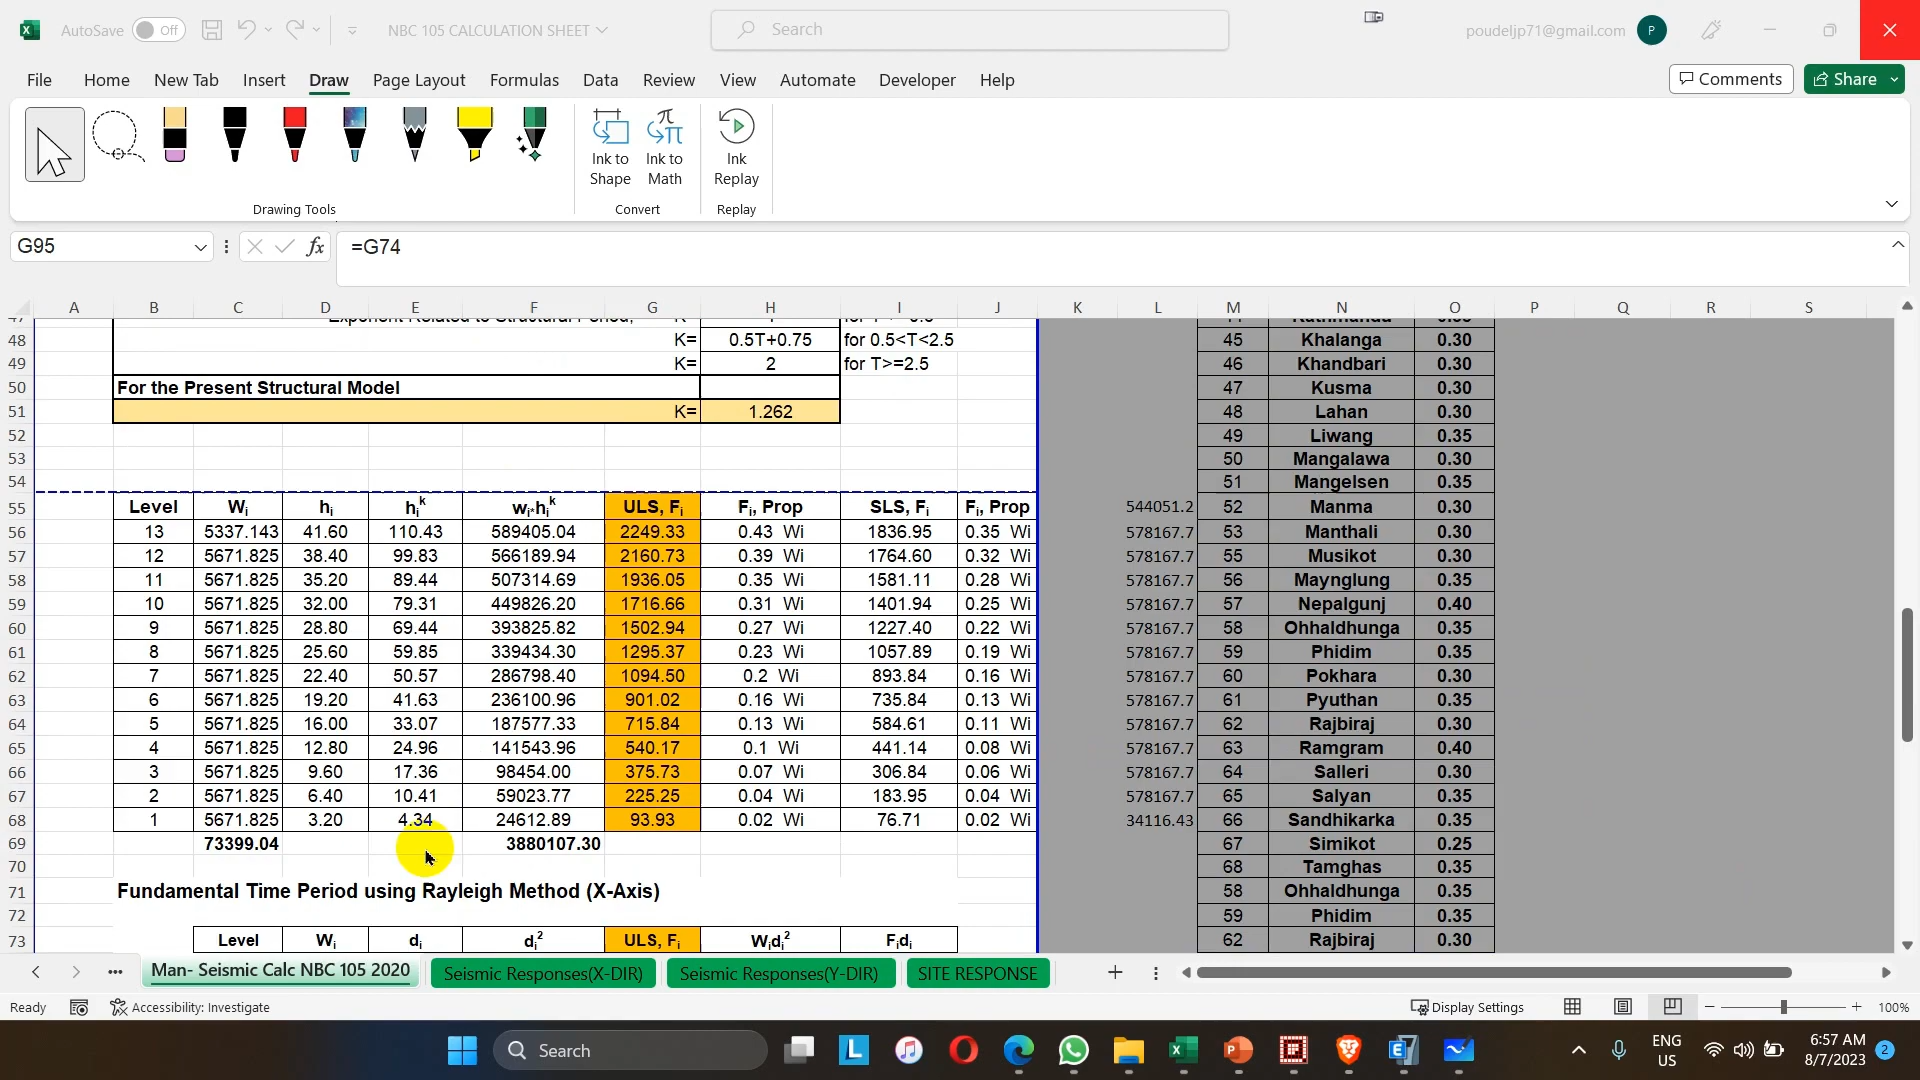 AutoSave Off NBC 105 CALCULATION SHEET Search poudeljp71@gmail.com P
File Home New Tab Insert Draw Page Layout Formulas Data Review View Automate Developer Help Comments Share
Ink to Shape Ink to Math Ink Replay
Drawing Tools Convert Replay
G95 fx =G74
A B C D E F G H I J K L M N O P Q R S
48 K= 0.5T+0.75 for 0.5<T<2.5 45 Khalanga 0.30
49 K= 2 for T>=2.5 46 Khandbari 0.30
50 For the Present Structural Model 47 Kusma 0.30
51 K= 1.262 48 Lahan 0.30
52 49 Liwang 0.35
53 50 Mangalawa 0.30
54 51 Mangelsen 0.35
55 Level Wi hi hi^k wi*hi^k ULS, Fi Fi, Prop SLS, Fi Fi, Prop 544051.2 52 Manma 0.30
56 13 5337.143 41.60 110.43 589405.04 2249.33 0.43 Wi 1836.95 0.35 Wi 578167.7 53 Manthali 0.30
57 12 5671.825 38.40 99.83 566189.94 2160.73 0.39 Wi 1764.60 0.32 Wi 578167.7 55 Musikot 0.30
58 11 5671.825 35.20 89.44 507314.69 1936.05 0.35 Wi 1581.11 0.28 Wi 578167.7 56 Maynglung 0.35
59 10 5671.825 32.00 79.31 449826.20 1716.66 0.31 Wi 1401.94 0.25 Wi 578167.7 57 Nepalgunj 0.40
60 9 5671.825 28.80 69.44 393825.82 1502.94 0.27 Wi 1227.40 0.22 Wi 578167.7 58 Ohhaldhunga 0.35
61 8 5671.825 25.60 59.85 339434.30 1295.37 0.23 Wi 1057.89 0.19 Wi 578167.7 59 Phidim 0.35
62 7 5671.825 22.40 50.57 286798.40 1094.50 0.2 Wi 893.84 0.16 Wi 578167.7 60 Pokhara 0.30
63 6 5671.825 19.20 41.63 236100.96 901.02 0.16 Wi 735.84 0.13 Wi 578167.7 61 Pyuthan 0.35
64 5 5671.825 16.00 33.07 187577.33 715.84 0.13 Wi 584.61 0.11 Wi 578167.7 62 Rajbiraj 0.30
65 4 5671.825 12.80 24.96 141543.96 540.17 0.1 Wi 441.14 0.08 Wi 578167.7 63 Ramgram 0.40
66 3 5671.825 9.60 17.36 98454.00 375.73 0.07 Wi 306.84 0.06 Wi 578167.7 64 Salleri 0.30
67 2 5671.825 6.40 10.41 59023.77 225.25 0.04 Wi 183.95 0.04 Wi 578167.7 65 Salyan 0.35
68 1 5671.825 3.20 4.34 24612.89 93.93 0.02 Wi 76.71 0.02 Wi 34116.43 66 Sandhikarka 0.35
69 73399.04 3880107.30 67 Simikot 0.25
70 68 Tamghas 0.35
71 Fundamental Time Period using Rayleigh Method (X-Axis) 58 Ohhaldhunga 0.35
72 59 Phidim 0.35
73 Level Wi di di² ULS, Fi Widi² Fidi 62 Rajbiraj 0.30
Man- Seismic Calc NBC 105 2020 Seismic Responses(X-DIR) Seismic Responses(Y-DIR) SITE RESPONSE
Ready Accessibility: Investigate Display Settings 100%
Search ENG US 6:57 AM 8/7/2023 2